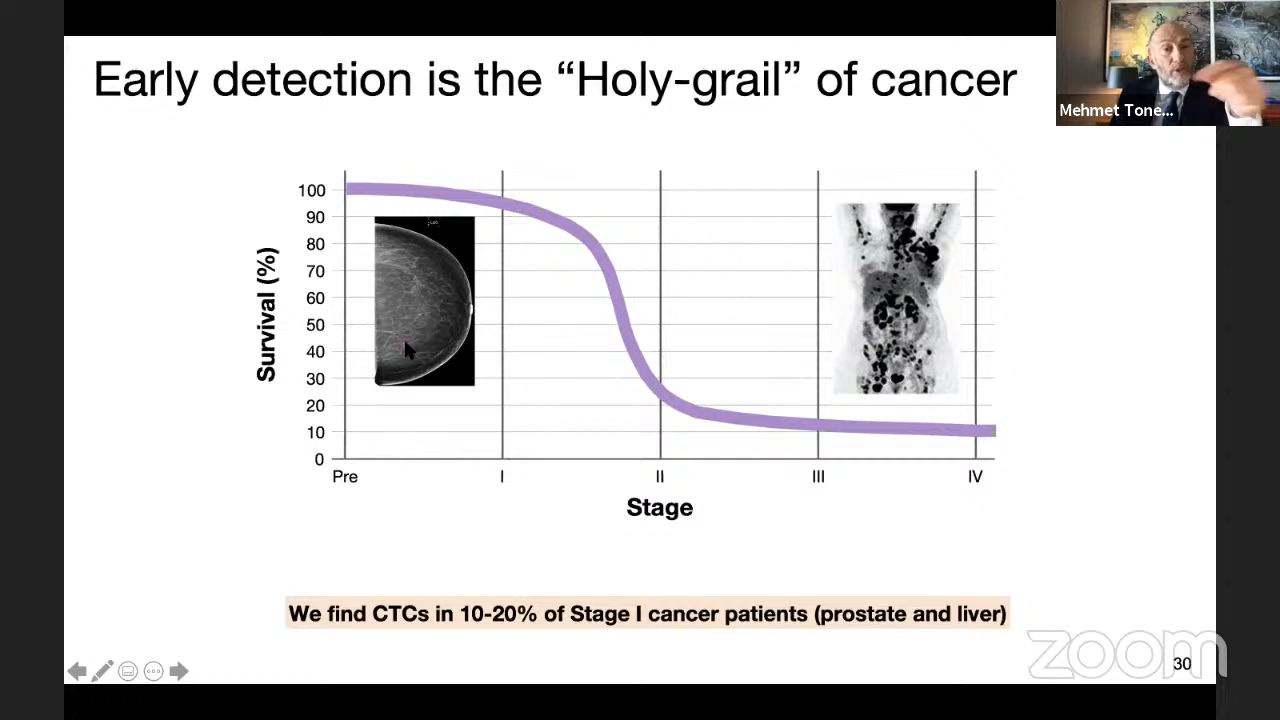 Early detection is the “Holy-grail” of cancer
Mehmet Tone...
100
90
80
70
60
50
40
30
20
10
0
Survival (%)
Pre I II III IV
Stage
We find CTCs in 10-20% of Stage I cancer patients (prostate and liver)
zoom
30